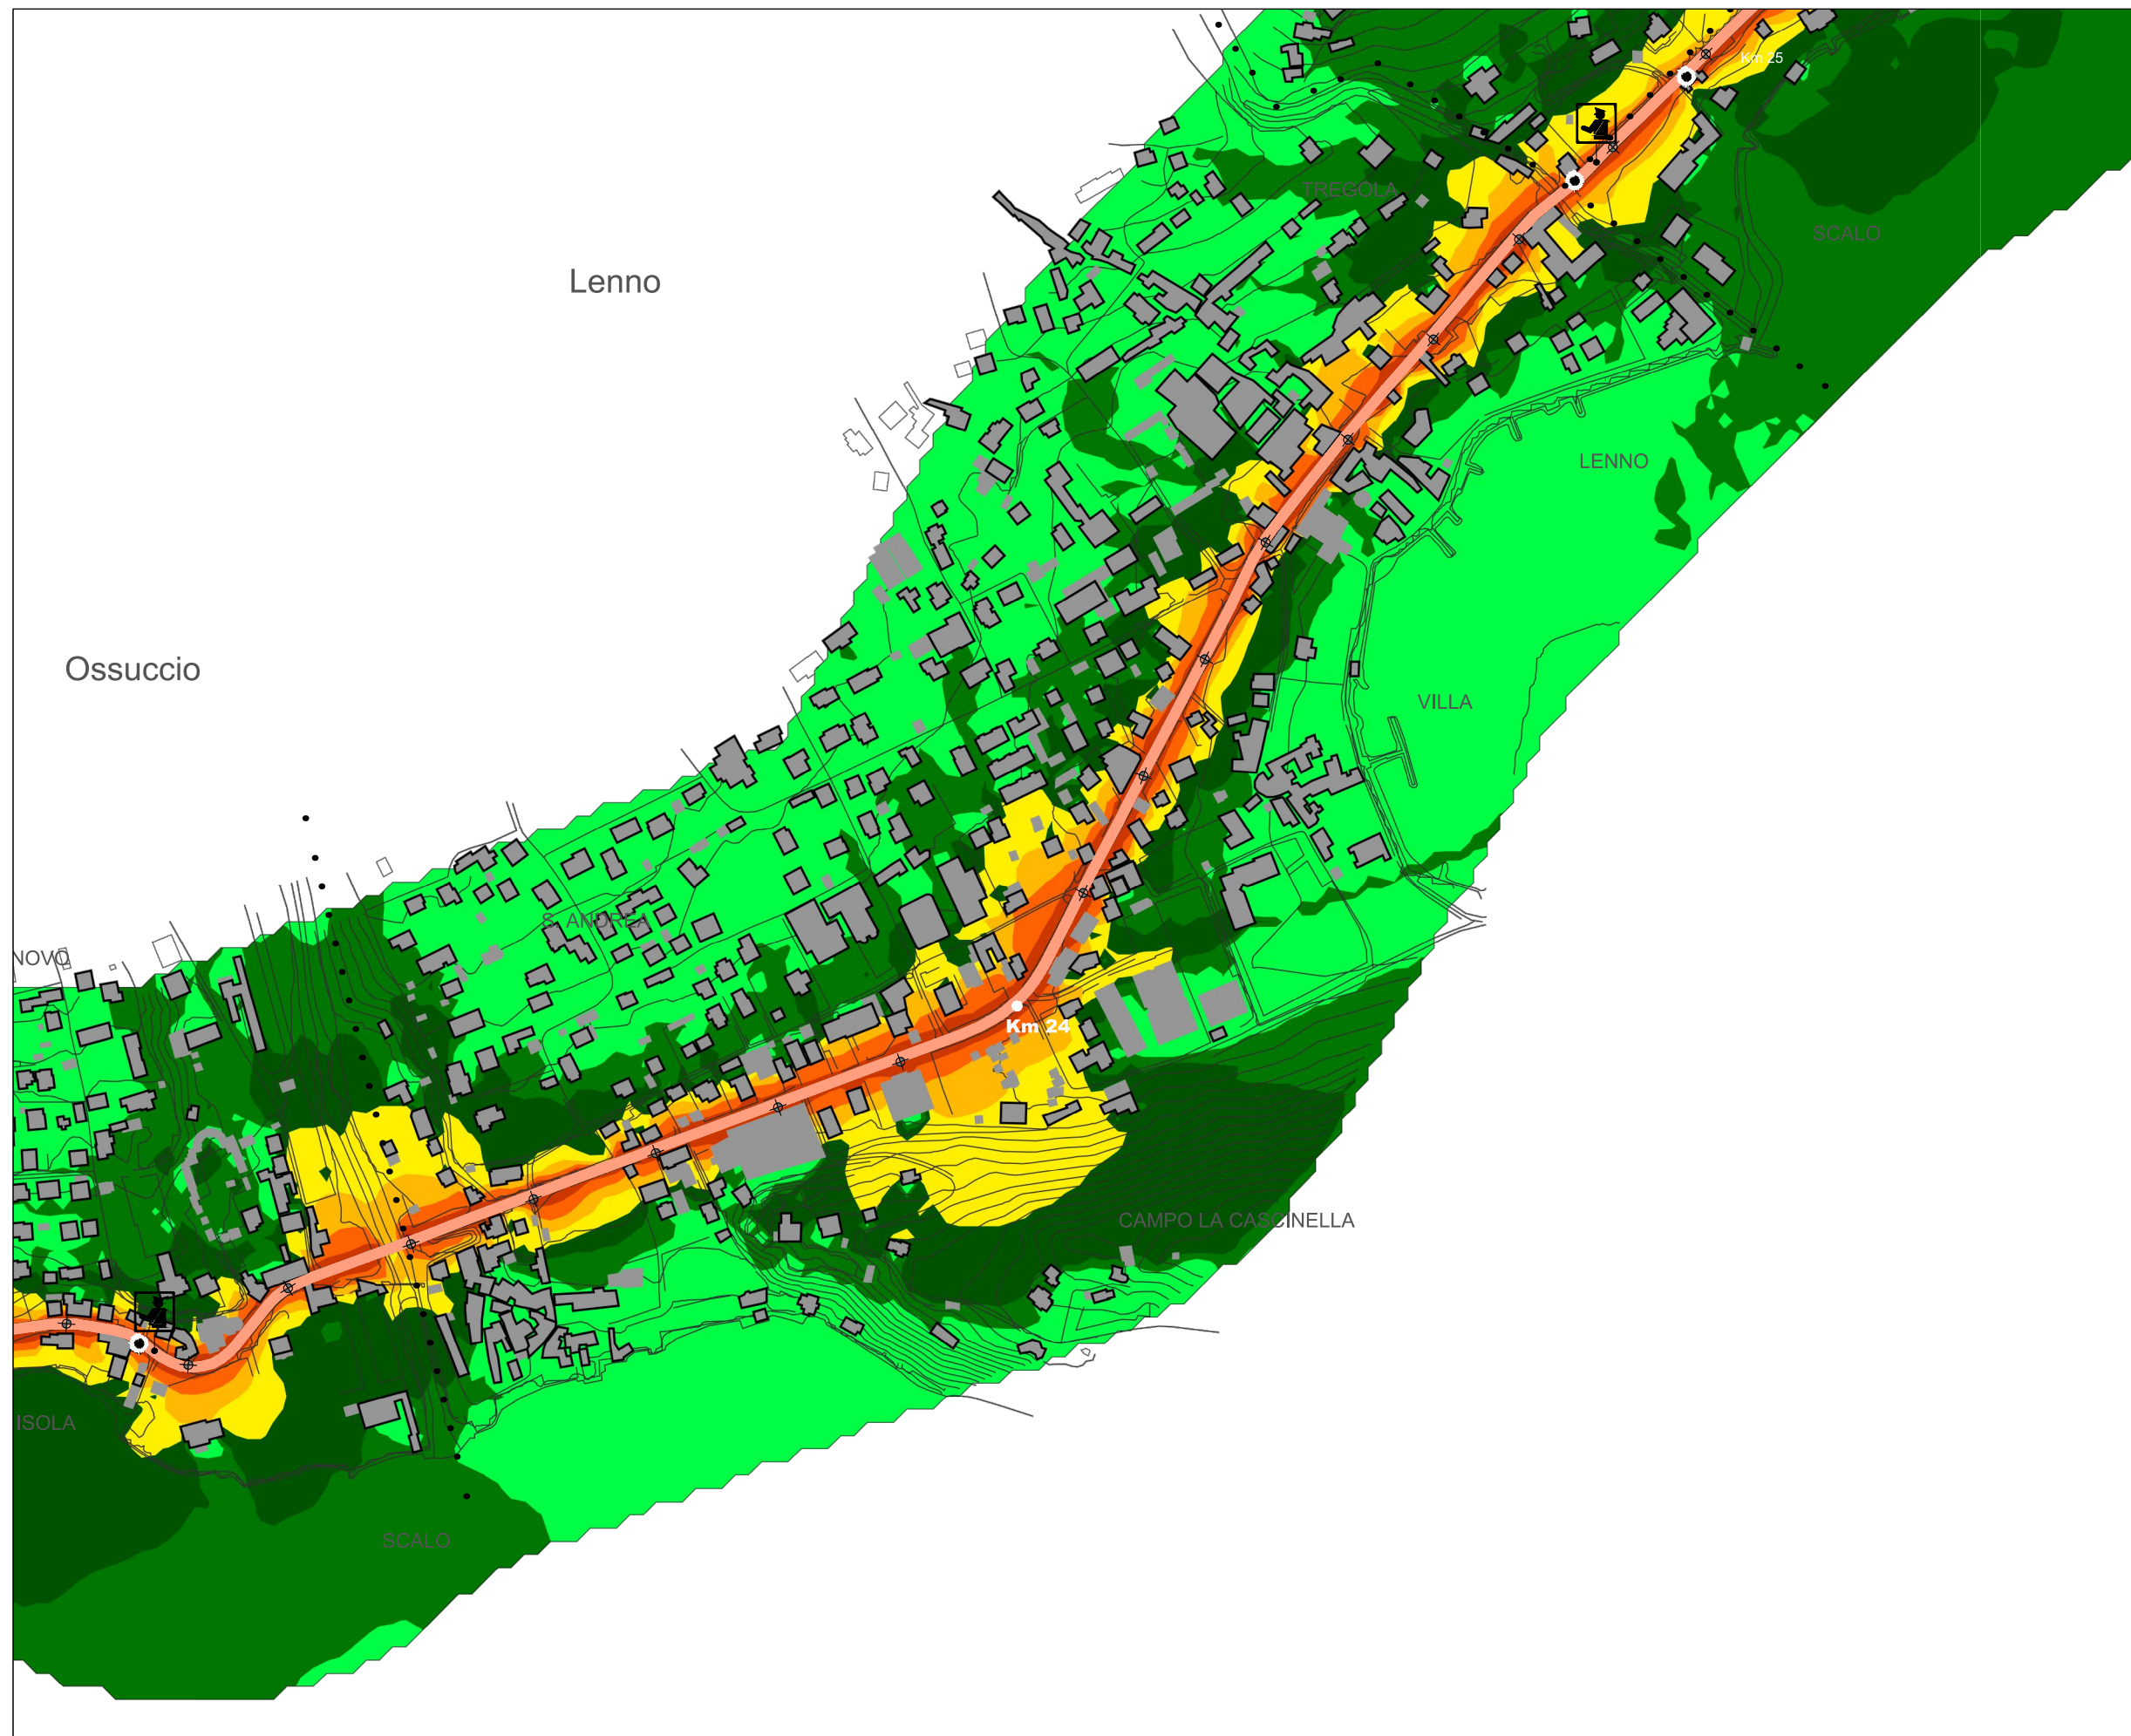 Km 25
TREGOLA
SCALO
Lenno
LENNO
Ossuccio
VILLA
S. ANDREA
NOVO
Km 24
CAMPO LA CASCINELLA
ISOLA
SCALO